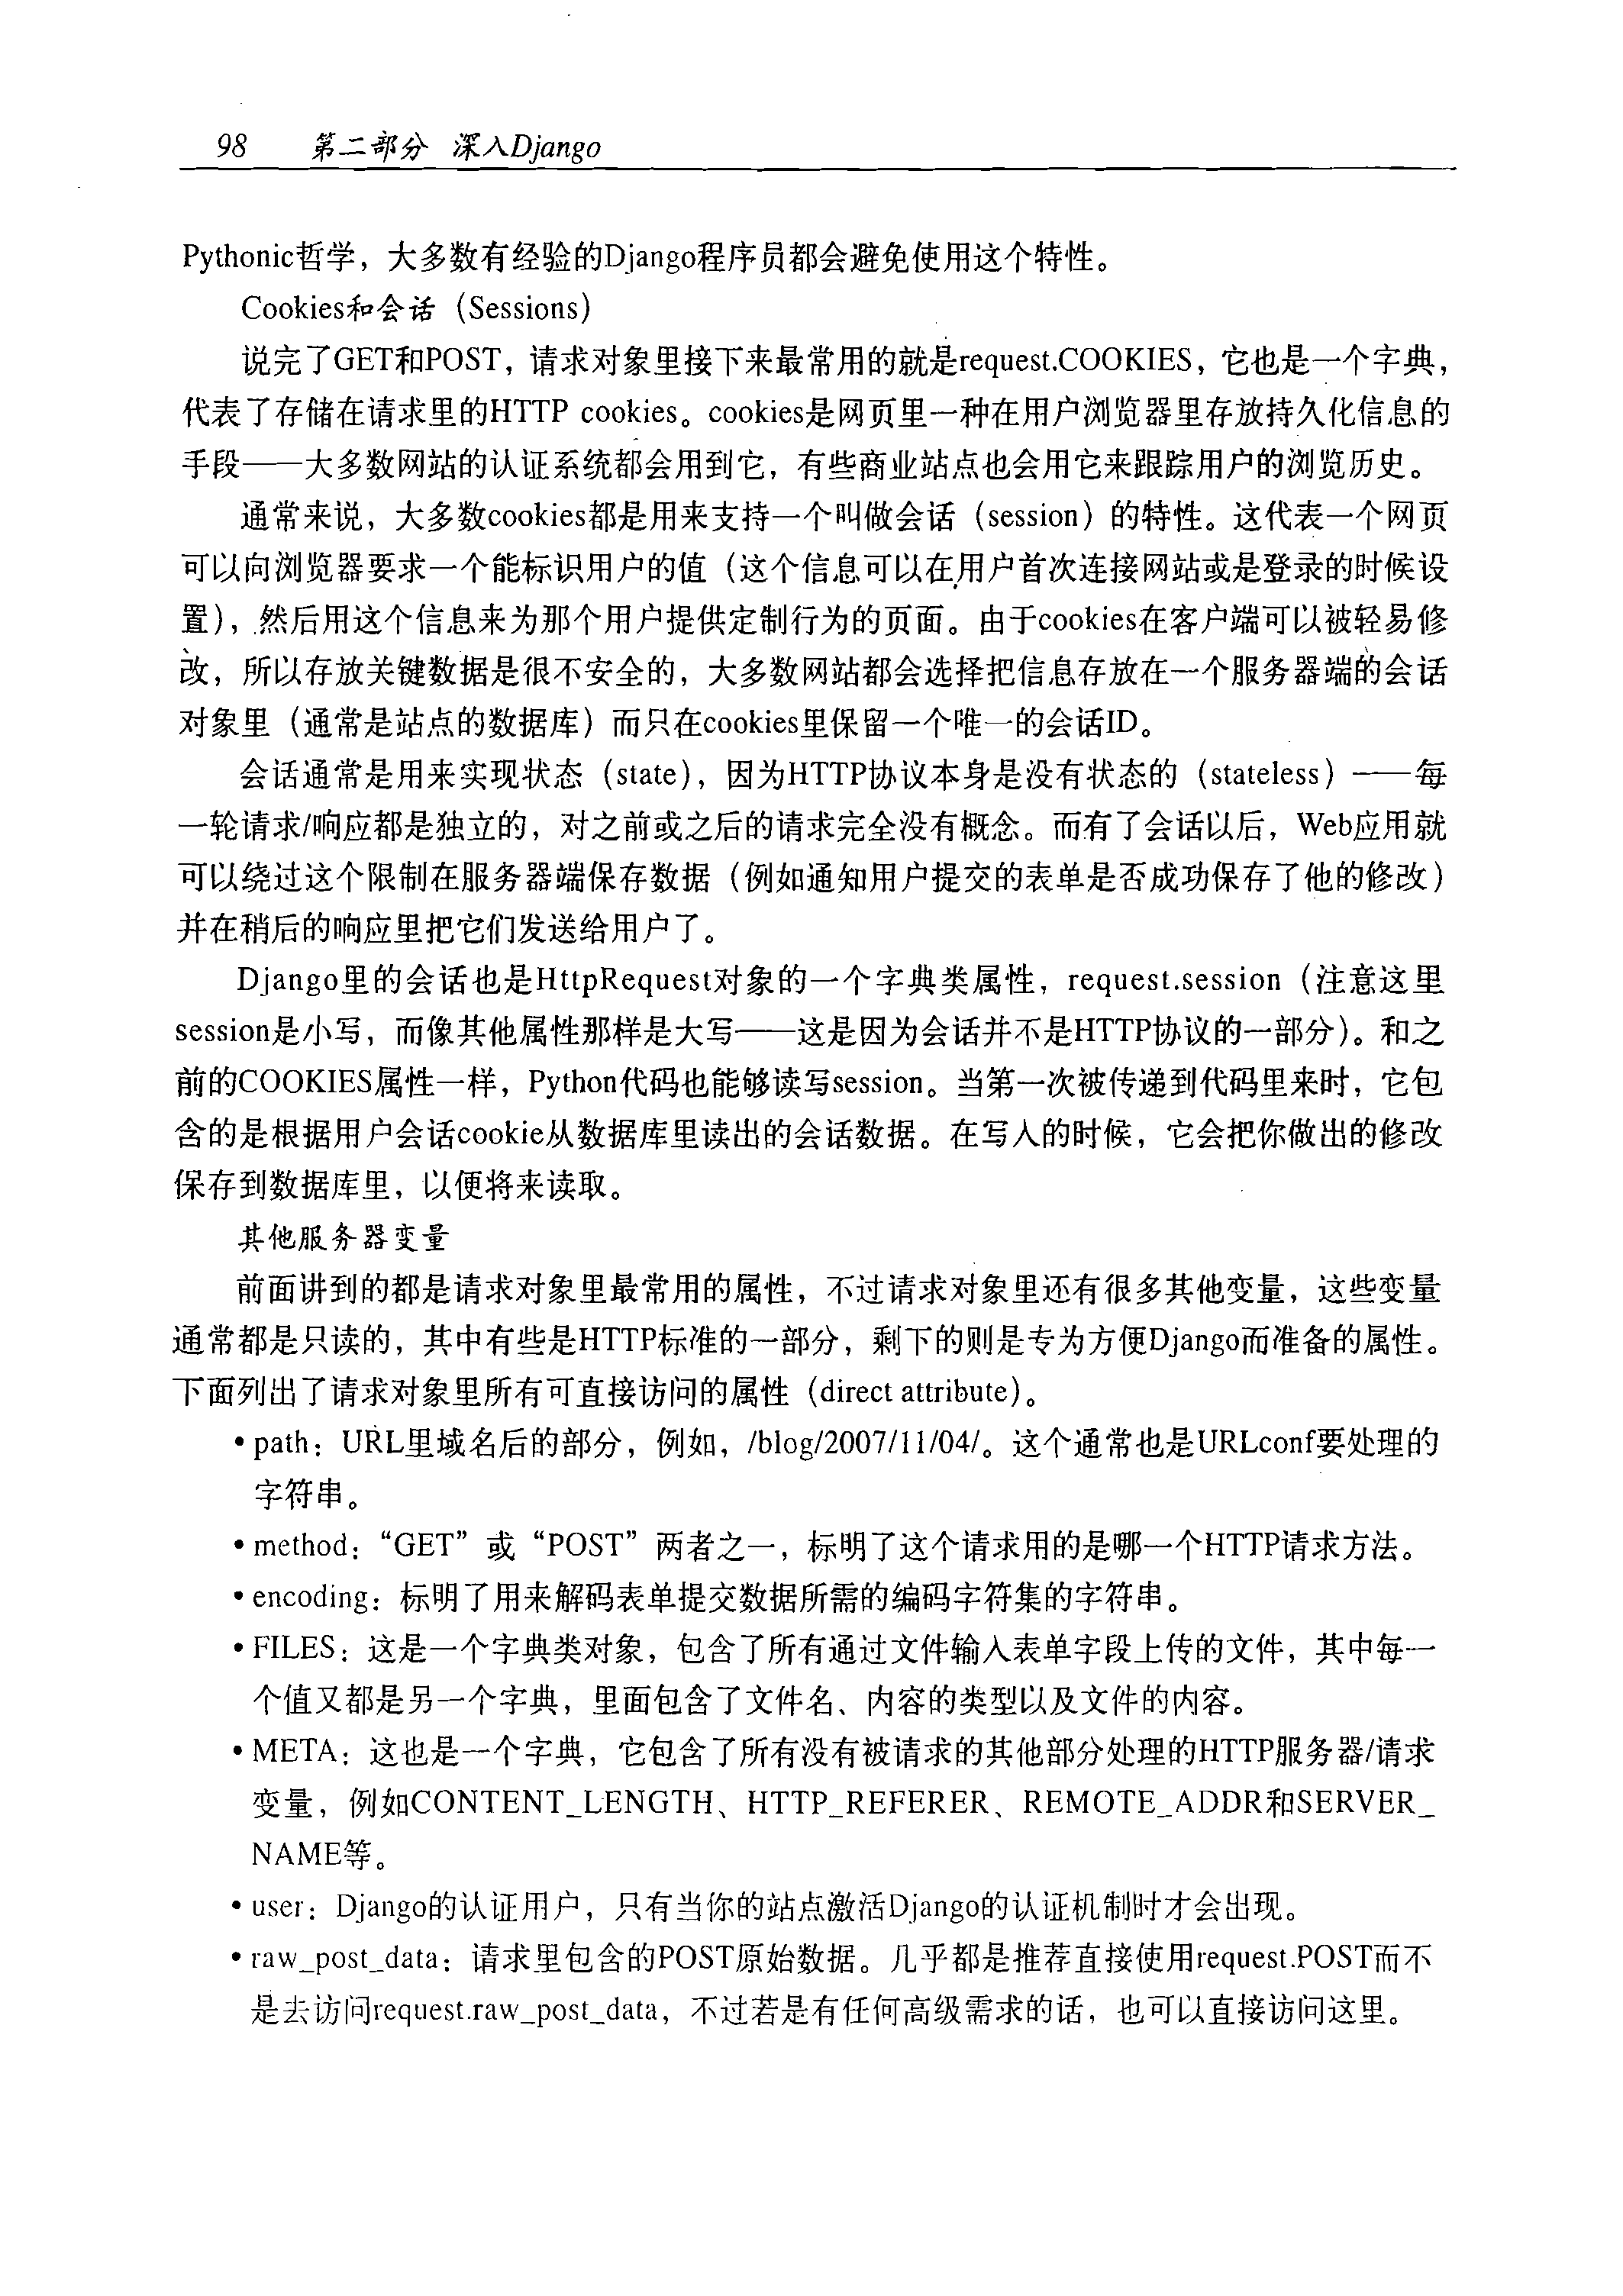 98 第二部分 深入Django
Pythonic哲学，大多数有经验的Django程序员都会避免使用这个特性。
Cookies和会话（Sessions）
说完了GET和POST，请求对象里接下来最常用的就是request.COOKIES，它也是一个字典，
代表了存储在请求里的HTTP cookies。cookies是网页里一种在用户浏览器里存放持久化信息的
手段——大多数网站的认证系统都会用到它，有些商业站点也会用它来跟踪用户的浏览历史。
通常来说，大多数cookies都是用来支持一个叫做会话（session）的特性。这代表一个网页
可以向浏览器要求一个能标识用户的值（这个信息可以在用户首次连接网站或是登录的时候设
置），然后用这个信息来为那个用户提供定制行为的页面。由于cookies在客户端可以被轻易修
改，所以存放关键数据是很不安全的，大多数网站都会选择把信息存放在一个服务器端的会话
对象里（通常是站点的数据库）而只在cookies里保留一个唯一的会话ID。
会话通常是用来实现状态（state），因为HTTP协议本身是没有状态的（stateless）——每
一轮请求/响应都是独立的，对之前或之后的请求完全没有概念。而有了会话以后，Web应用就
可以绕过这个限制在服务器端保存数据（例如通知用户提交的表单是否成功保存了他的修改）
并在稍后的响应里把它们发送给用户了。
Django里的会话也是HttpRequest对象的一个字典类属性，request.session（注意这里
session是小写，而像其他属性那样是大写——这是因为会话并不是HTTP协议的一部分）。和之
前的COOKIES属性一样，Python代码也能够读写session。当第一次被传递到代码里来时，它包
含的是根据用户会话cookie从数据库里读出的会话数据。在写入的时候，它会把你做出的修改
保存到数据库里，以便将来读取。
其他服务器变量
前面讲到的都是请求对象里最常用的属性，不过请求对象里还有很多其他变量，这些变量
通常都是只读的，其中有些是HTTP标准的一部分，剩下的则是专为方便Django而准备的属性。
下面列出了请求对象里所有可直接访问的属性（direct attribute）。
•path：URL里域名后的部分，例如，/blog/2007/11/04/。这个通常也是URLconf要处理的
字符串。
•method：“GET”或“POST”两者之一，标明了这个请求用的是哪一个HTTP请求方法。
•encoding：标明了用来解码表单提交数据所需的编码字符集的字符串。
•FILES：这是一个字典类对象，包含了所有通过文件输入表单字段上传的文件，其中每一
个值又都是另一个字典，里面包含了文件名、内容的类型以及文件的内容。
•META：这也是一个字典，它包含了所有没有被请求的其他部分处理的HTTP服务器/请求
变量，例如CONTENT_LENGTH、HTTP_REFERER、REMOTE_ADDR和SERVER_
NAME等。
•user：Django的认证用户，只有当你的站点激活Django的认证机制时才会出现。
•raw_post_data：请求里包含的POST原始数据。几乎都是推荐直接使用request.POST而不
是去访问request.raw_post_data，不过若是有任何高级需求的话，也可以直接访问这里。